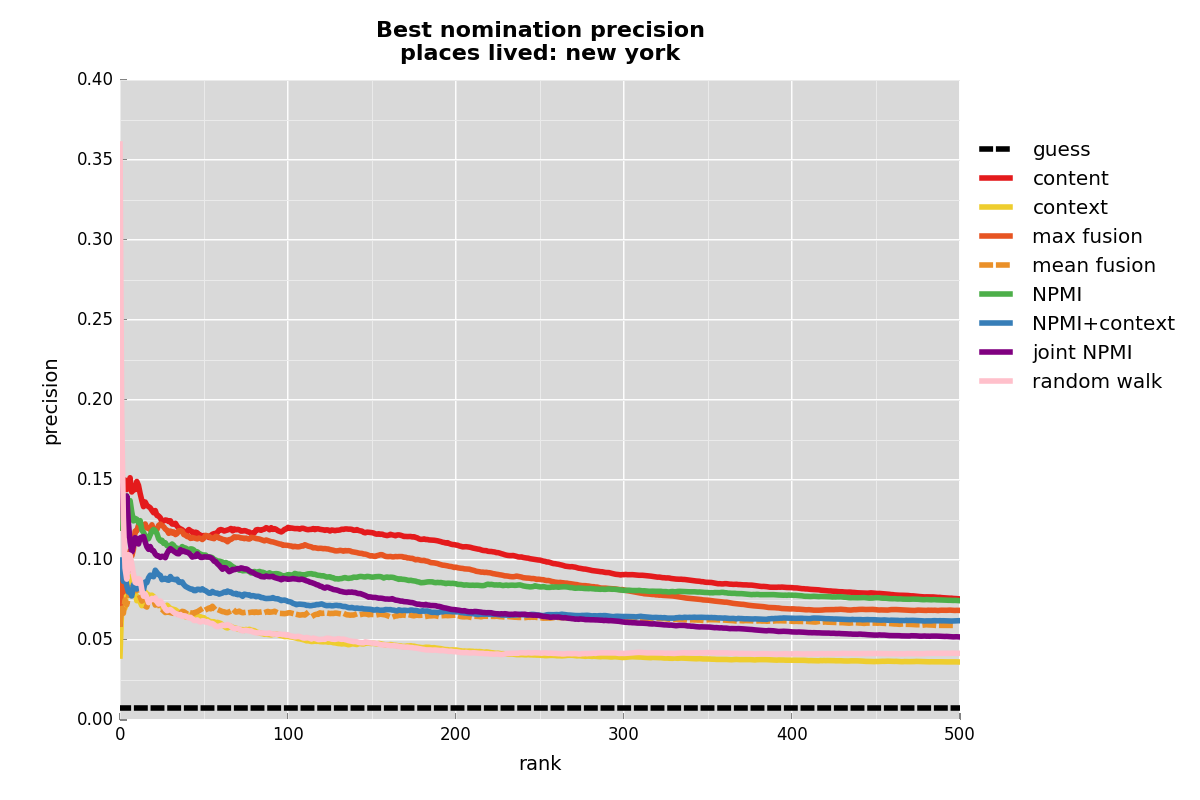 Best nomination precision
places lived: new york
0.40
0.35
0.30
0.25
0.20
0.15
0.10
0.05
0.00
precision
0 100 200 300 400 500
rank
guess
content
context
max fusion
mean fusion
NPMI
NPMI+context
joint NPMI
random walk